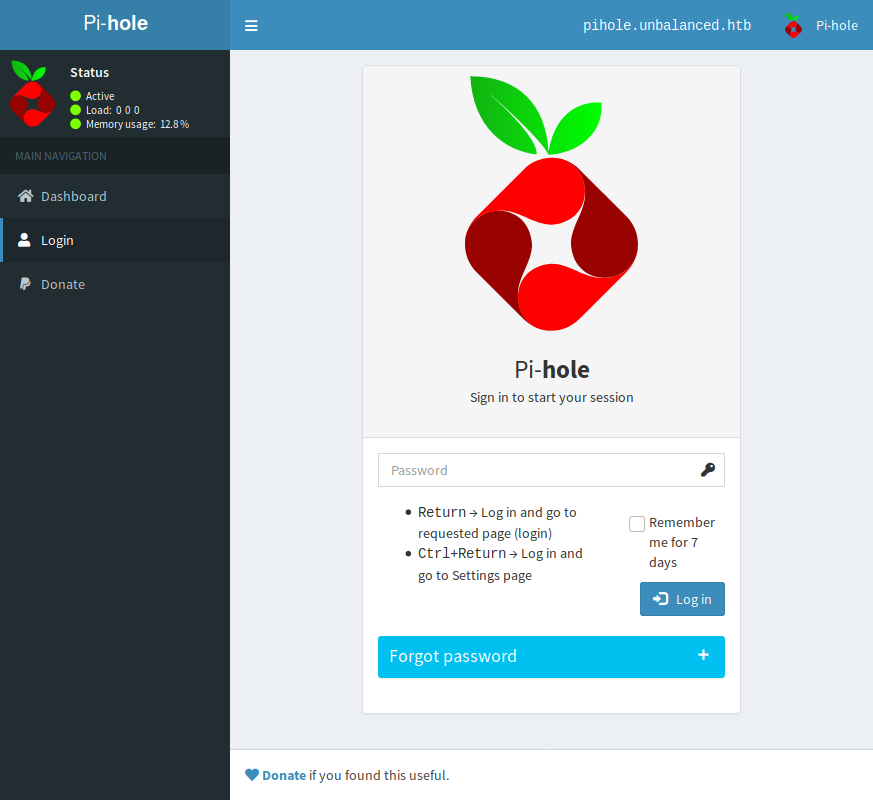 Pi-hole
pihole.unbalanced.htb
Pi-hole
Status
Active
Load: 0 0 0
Memory usage: 12.8 %
MAIN NAVIGATION
Dashboard
Login
Donate
Pi-hole
Sign in to start your session
Password
Return → Log in and go to
requested page (login)
Ctrl+Return → Log in and
go to Settings page
Remember
me for 7
days
Log in
Forgot password
Donate if you found this useful.